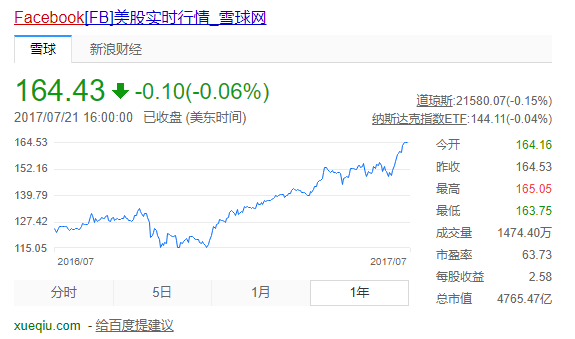 Facebook[FB]美股实时行情_雪球网
雪球 新浪财经
164.43 -0.10(-0.06%)
2017/07/21 16:00:00 已收盘 (美东时间)
道琼斯:21580.07(-0.15%)
纳斯达克指数ETF:144.11(-0.04%)
164.53
152.16
139.79
127.42
115.05
2016/07 2017/07
分时 5日 1月 1年
今开 164.16
昨收 164.53
最高 165.05
最低 163.75
成交量 1474.40万
市盈率 63.73
每股收益 2.58
总市值 4765.47亿
xueqiu.com - 给百度提建议